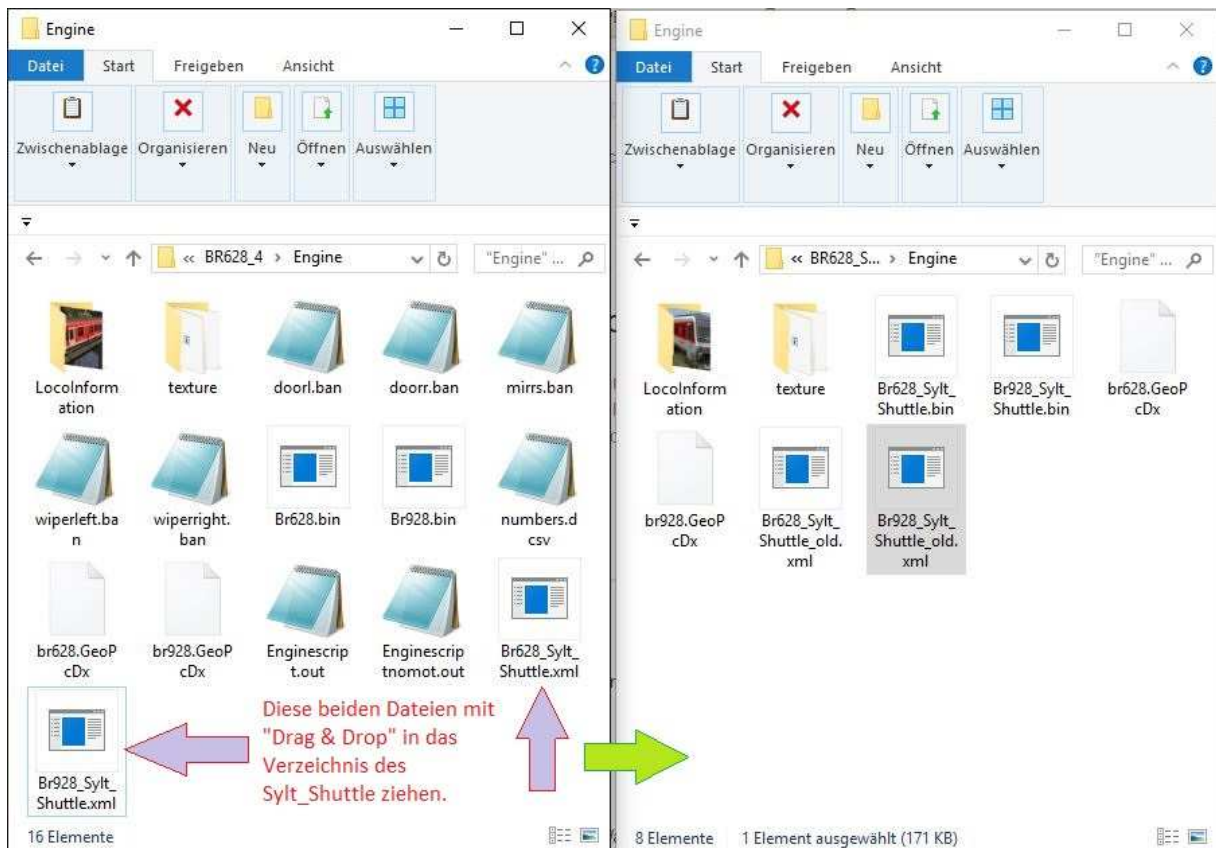 Engine
Datei Start Freigeben Ansicht
Zwischenablage Organisieren Neu Öffnen Auswählen
« BR628_4 > Engine "Engine" ...
LocoInform
ation
texture
doorl.ban
doorr.ban
mirrs.ban
wiperleft.ba
n
wiperright.
ban
Br628.bin
Br928.bin
numbers.d
csv
br628.GeoP
cDx
br928.GeoP
cDx
Enginescrip
t.out
Enginescrip
tnomot.out
Br628_Sylt_
Shuttle.xml
Br928_Sylt_
Shuttle.xml
Diese beiden Dateien mit
"Drag & Drop" in das
Verzeichnis des
Sylt_Shuttle ziehen.
16 Elemente
Engine
Datei Start Freigeben Ansicht
Zwischenablage Organisieren Neu Öffnen Auswählen
« BR628_S... > Engine "Engine" ...
LocoInform
ation
texture
Br628_Sylt_
Shuttle.bin
Br928_Sylt_
Shuttle.bin
br628.GeoP
cDx
br928.GeoP
cDx
Br628_Sylt_
Shuttle_old.
xml
Br928_Sylt_
Shuttle_old.
xml
8 Elemente 1 Element ausgewählt (171 KB)